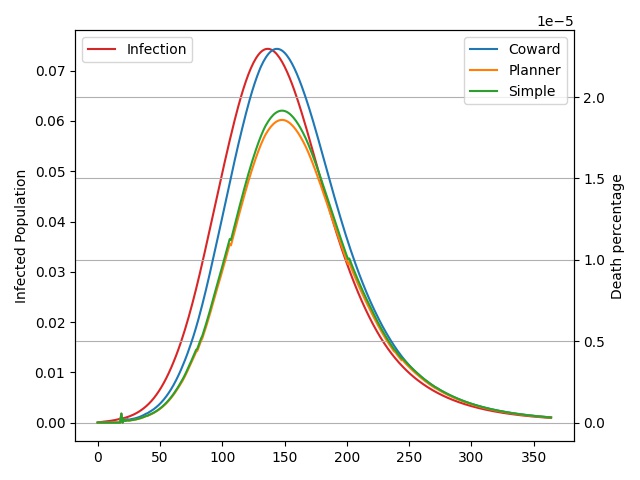 1e−5
Infection
Coward
Planner
Simple
0.07
0.06
0.05
0.04
0.03
0.02
0.01
0.00
Infected Population
2.0
1.5
1.0
0.5
0.0
Death percentage
0 50 100 150 200 250 300 350